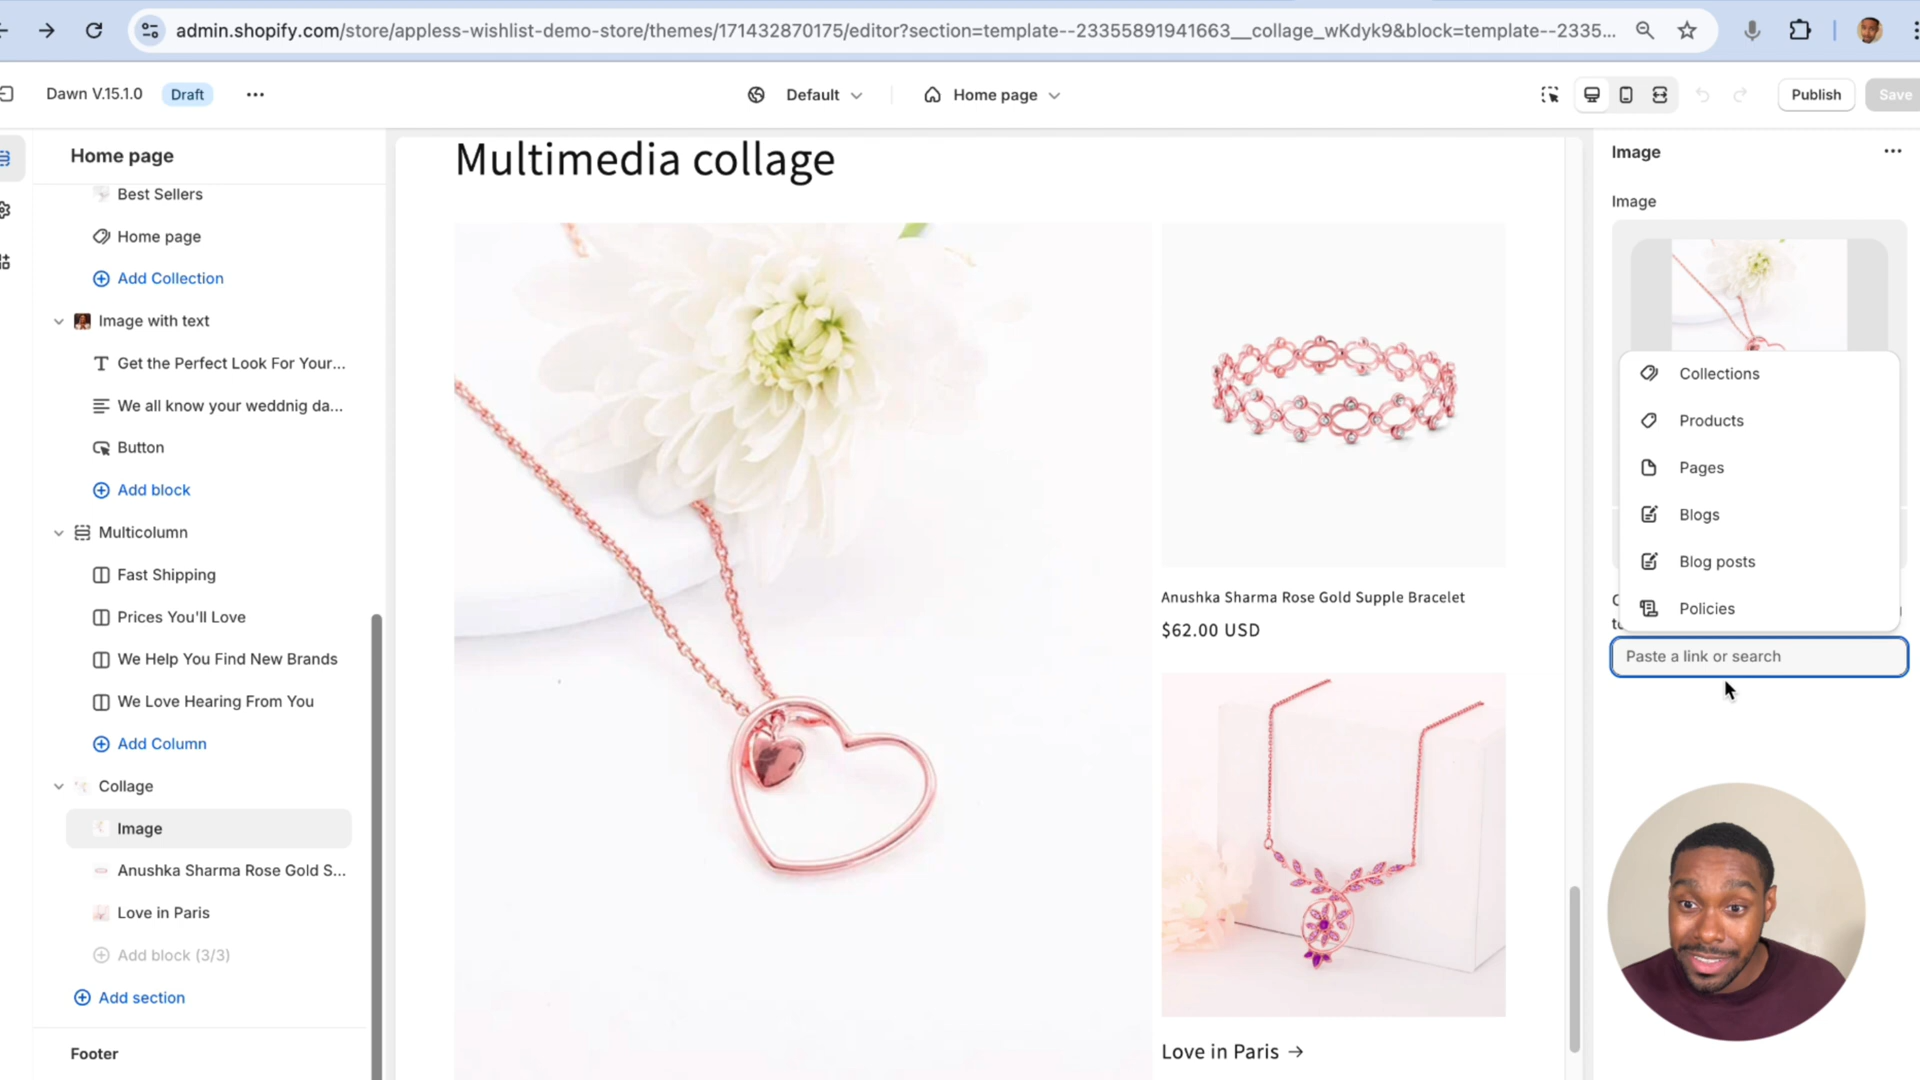 admin.shopify.com/store/appless-wishlist-demo-store/themes/171432870175/editor?section=template--23355891941663__collage_wKdyk9&block=template--2335...
Dawn V.15.1.0
Draft
Default
Home page
Publish
Save
Home page
Best Sellers
Home page
Add Collection
Image with text
Get the Perfect Look For Your...
We all know your weddnig da...
Button
Add block
Multicolumn
Fast Shipping
Prices You'll Love
We Help You Find New Brands
We Love Hearing From You
Add Column
Collage
Image
Anushka Sharma Rose Gold S...
Love in Paris
Add block (3/3)
Add section
Footer
Multimedia collage
Anushka Sharma Rose Gold Supple Bracelet
$62.00 USD
Love in Paris →
Image
Image
Collections
Products
Pages
Blogs
Blog posts
Policies
Paste a link or search